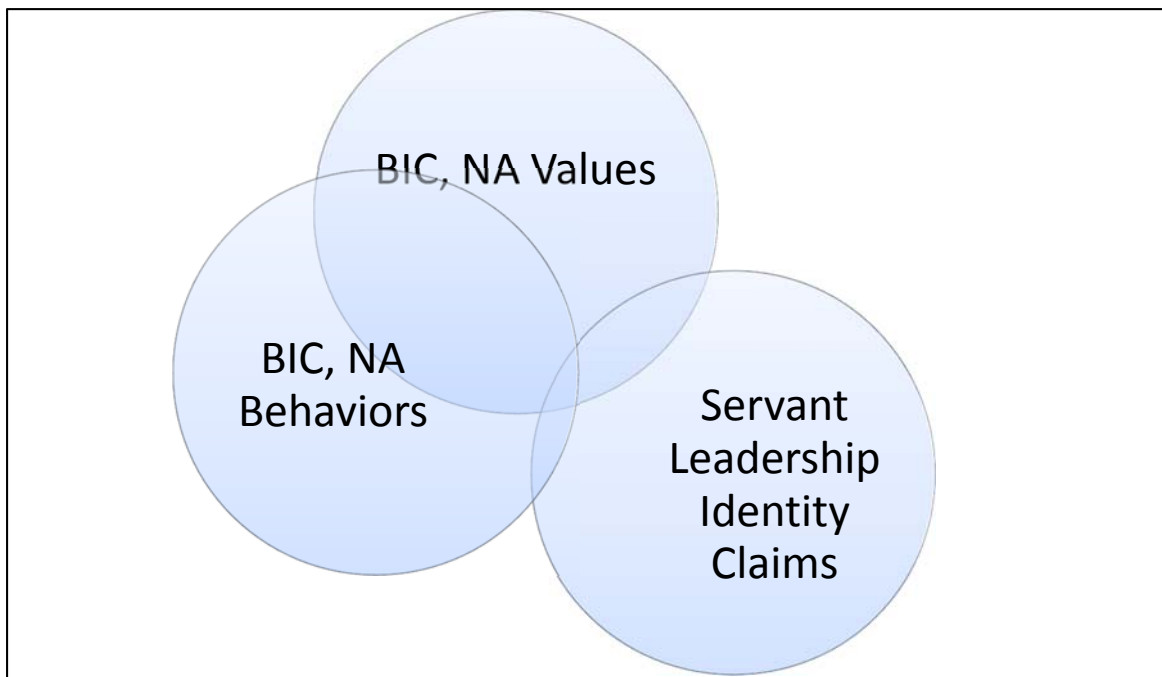 BIC, NA Values
BIC, NA
Behaviors
Servant
Leadership
Identity
Claims